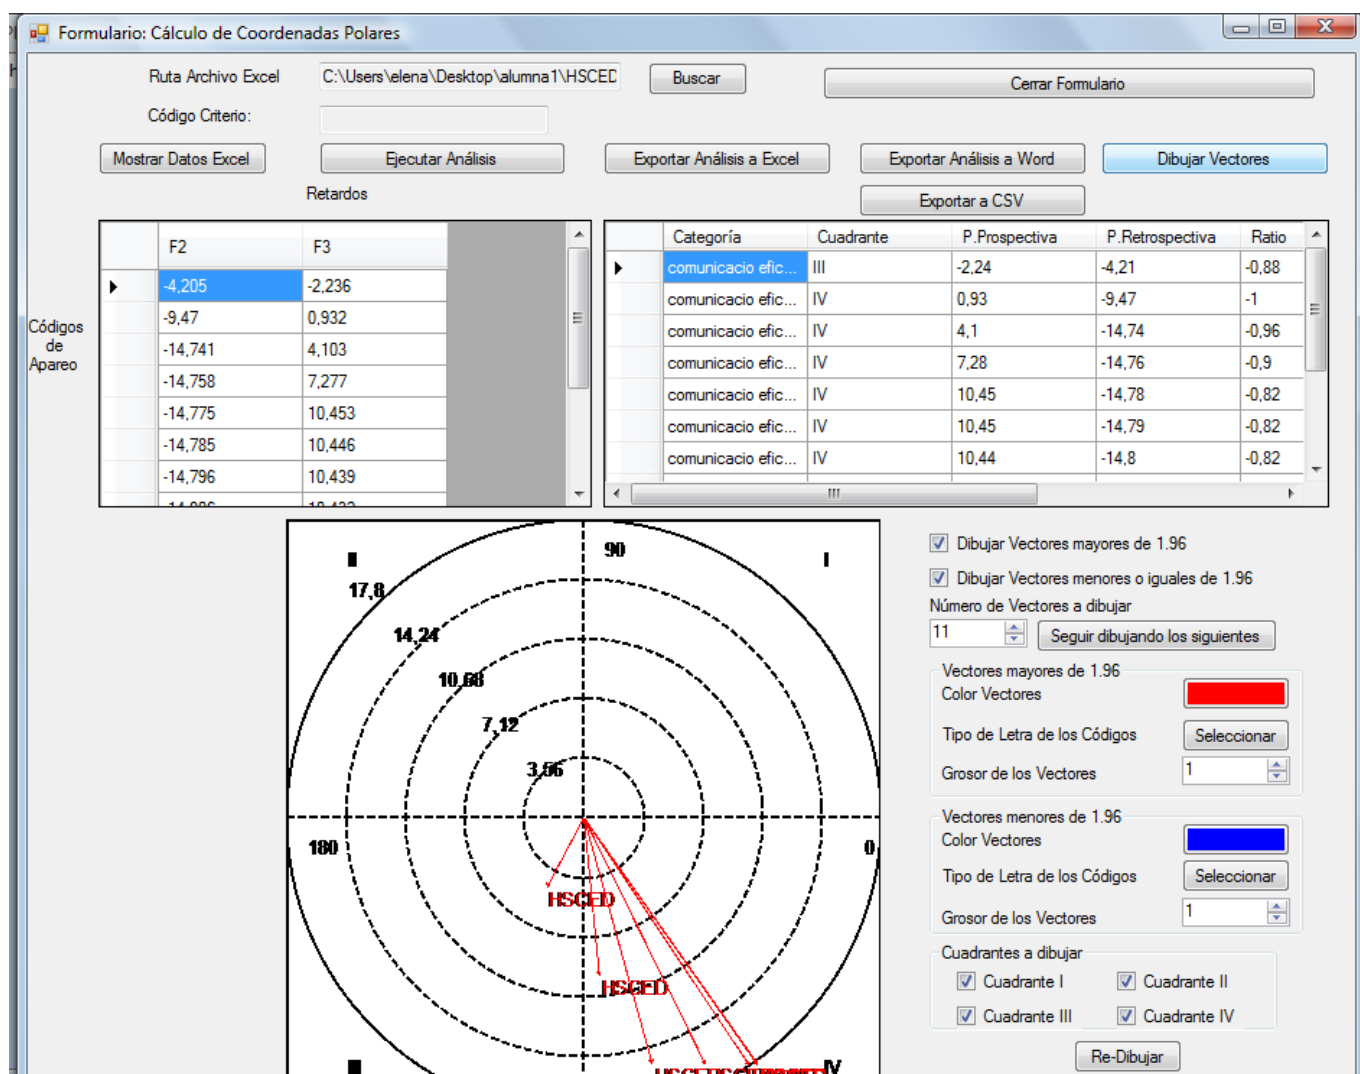 Formulario: Cálculo de Coordenadas Polares
Ruta Archivo Excel C:\Users\elena\Desktop\alumna1\HSCED Buscar Cerrar Formulario
Código Criterio:
Mostrar Datos Excel Ejecutar Análisis Exportar Análisis a Excel Exportar Análisis a Word Dibujar Vectores
Retardos Exportar a CSV
F2 F3
-4,205 -2,236
-9,47 0,932
-14,741 4,103
-14,758 7,277
-14,775 10,453
-14,785 10,446
-14,796 10,439
Códigos
de
Apareo
Categoría Cuadrante P.Prospectiva P.Retrospectiva Ratio
comunicacio efic... III -2,24 -4,21 -0,88
comunicacio efic... IV 0,93 -9,47 -1
comunicacio efic... IV 4,1 -14,74 -0,96
comunicacio efic... IV 7,28 -14,76 -0,9
comunicacio efic... IV 10,45 -14,78 -0,82
comunicacio efic... IV 10,45 -14,79 -0,82
comunicacio efic... IV 10,44 -14,8 -0,82
II 90 I
17,8
14,24
10,68
7,12
3,56
180 0
HSCED
HSCED
IV
Dibujar Vectores mayores de 1.96
Dibujar Vectores menores o iguales de 1.96
Número de Vectores a dibujar
11 Seguir dibujando los siguientes
Vectores mayores de 1.96
Color Vectores
Tipo de Letra de los Códigos Seleccionar
Grosor de los Vectores 1
Vectores menores de 1.96
Color Vectores
Tipo de Letra de los Códigos Seleccionar
Grosor de los Vectores 1
Cuadrantes a dibujar
Cuadrante I Cuadrante II
Cuadrante III Cuadrante IV
Re-Dibujar